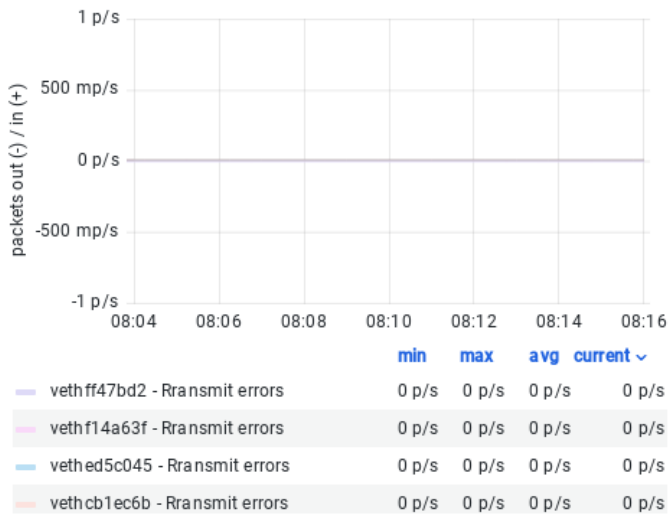 1 p/s
500 mp/s
0 p/s
-500 mp/s
-1 p/s
packets out (-) / in (+)
08:04 08:06 08:08 08:10 08:12 08:14 08:16
min max avg current
vethff47bd2 - Rransmit errors 0 p/s 0 p/s 0 p/s 0 p/s
vethf14a63f - Rransmit errors 0 p/s 0 p/s 0 p/s 0 p/s
vethed5c045 - Rransmit errors 0 p/s 0 p/s 0 p/s 0 p/s
vethcb1ec6b - Rransmit errors 0 p/s 0 p/s 0 p/s 0 p/s